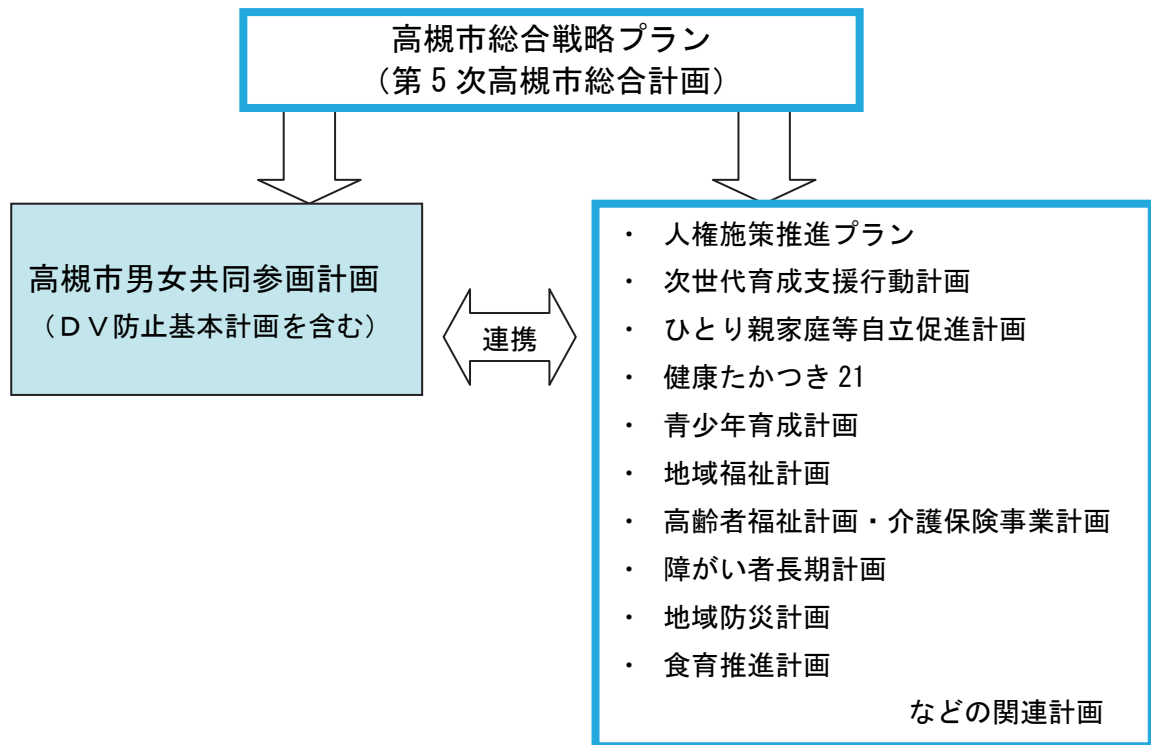 高槻市総合戦略プラン
（第5次高槻市総合計画）
高槻市男女共同参画計画
（ＤＶ防止基本計画を含む）
連携
・ 人権施策推進プラン
・ 次世代育成支援行動計画
・ ひとり親家庭等自立促進計画
・ 健康たかつき21
・ 青少年育成計画
・ 地域福祉計画
・ 高齢者福祉計画・介護保険事業計画
・ 障がい者長期計画
・ 地域防災計画
・ 食育推進計画
などの関連計画